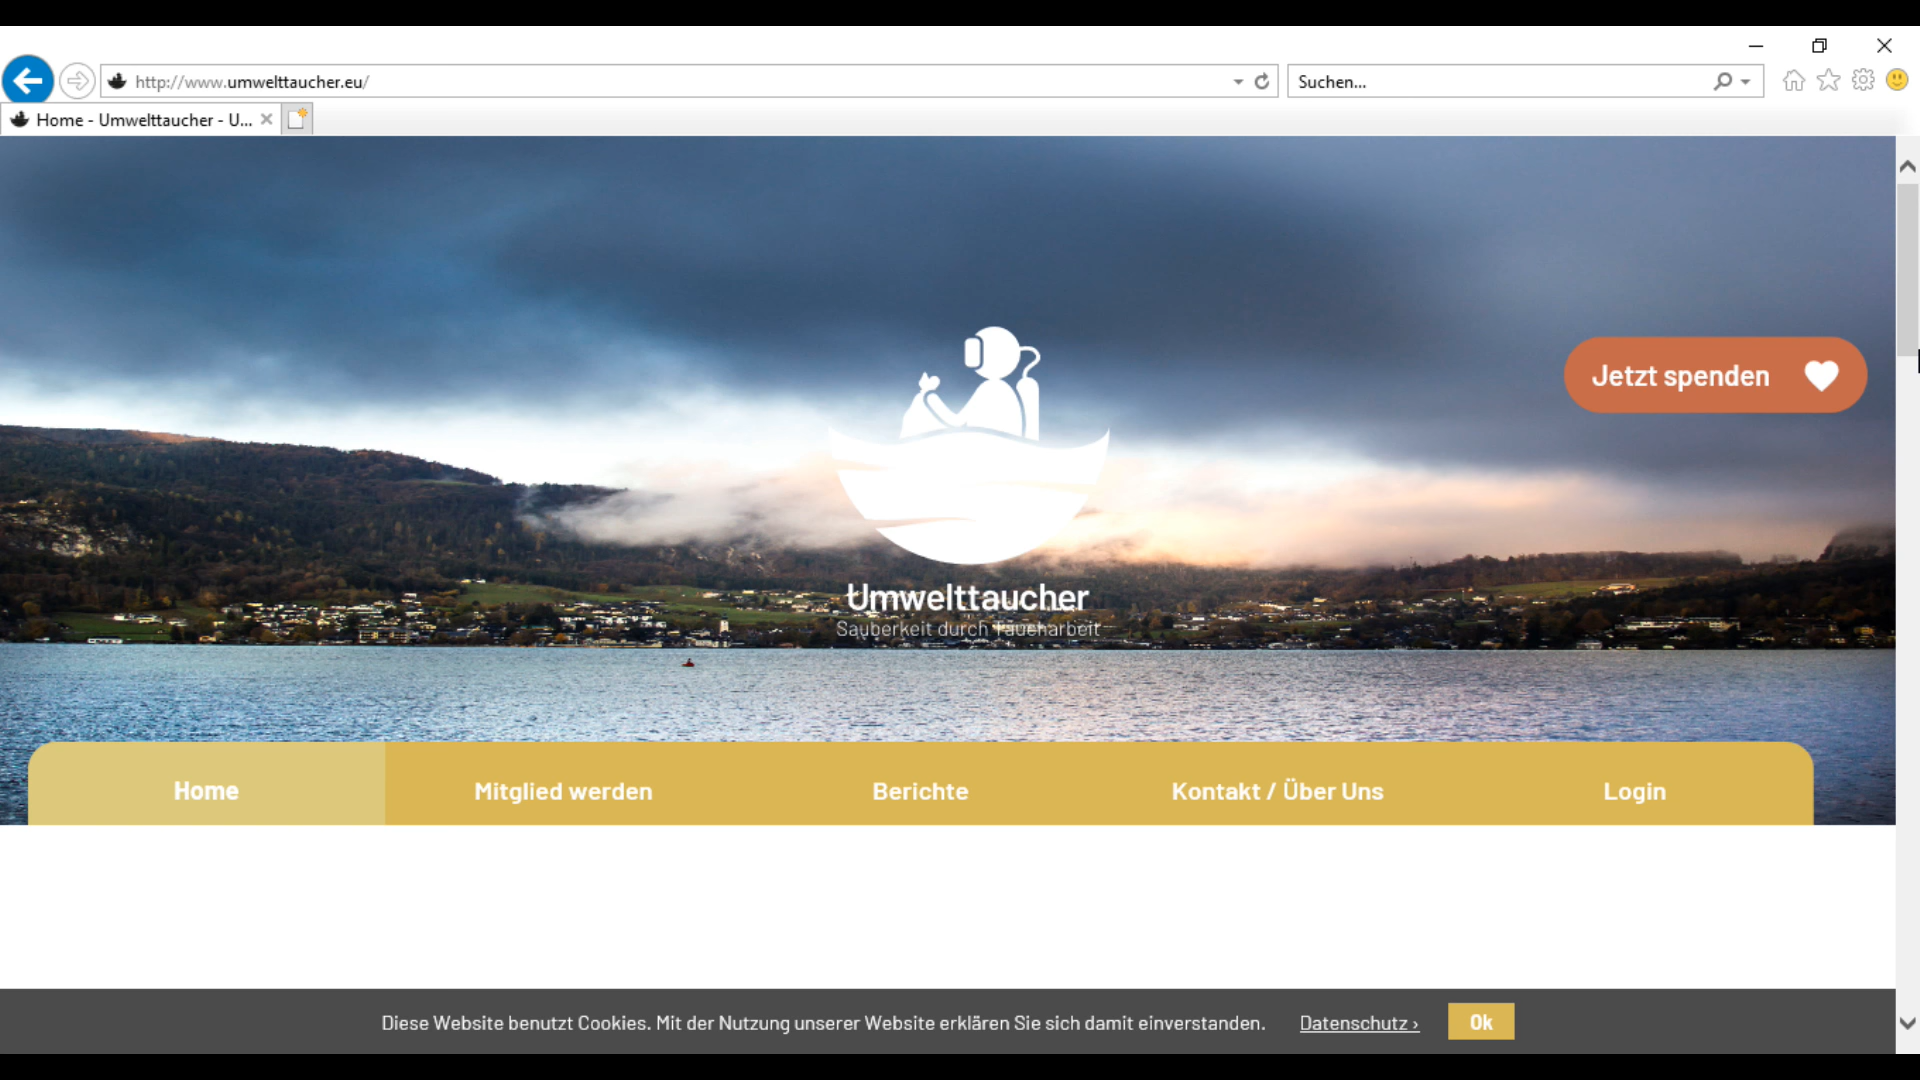 http://www.umwelttaucher.eu/
Suchen...
Home - Umwelttaucher - U...
Jetzt spenden
Umwelttaucher
Sauberkeit durch Taucharbeit
Home
Mitglied werden
Berichte
Kontakt / Über Uns
Login
Diese Website benutzt Cookies. Mit der Nutzung unserer Website erklären Sie sich damit einverstanden.
Datenschutz ›
Ok